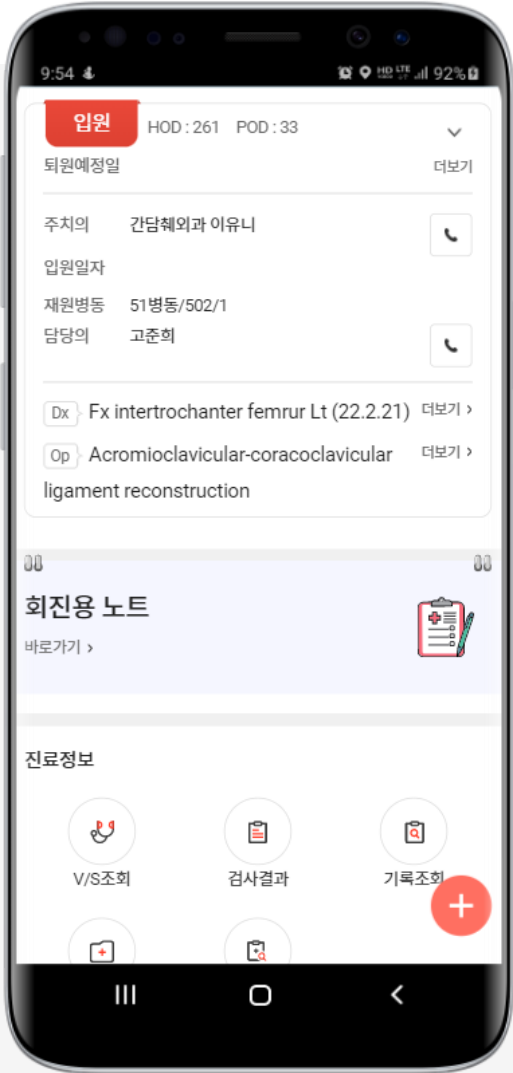 9:54 HD LTE 92%
입원 HOD : 261 POD : 33
퇴원예정일 더보기
주치의 간담췌외과 이유니
입원일자
재원병동 51병동/502/1
담당의 고준희
Dx Fx intertrochanter femrur Lt (22.2.21) 더보기 ›
Op Acromioclavicular-coracoclavicular 더보기 ›
ligament reconstruction
회진용 노트
바로가기 ›
진료정보
V/S조회 검사결과 기록조회